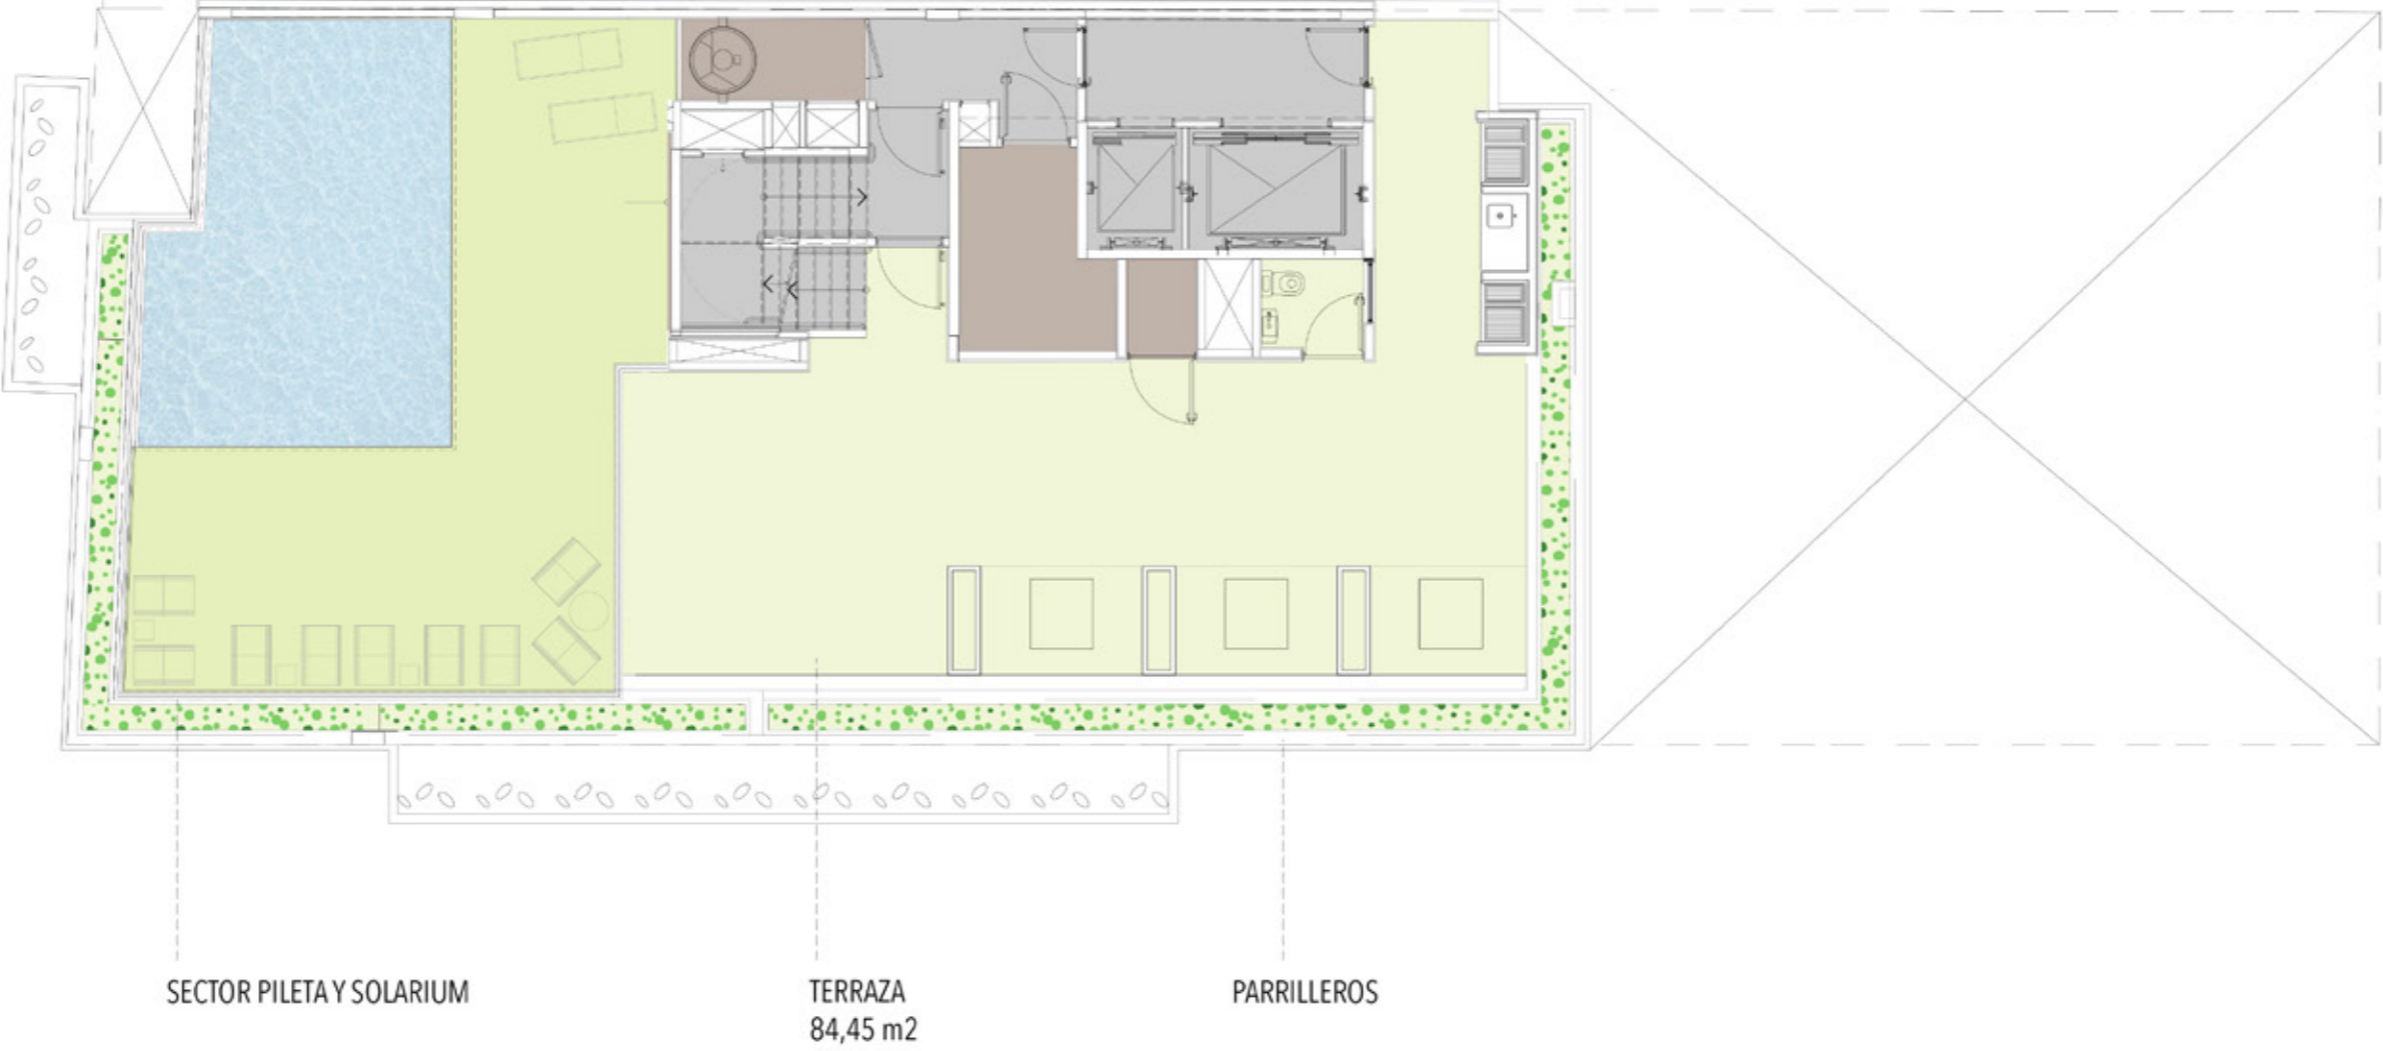 SECTOR PILETA Y SOLARIUM
TERRAZA
84,45 m2
PARRILLEROS